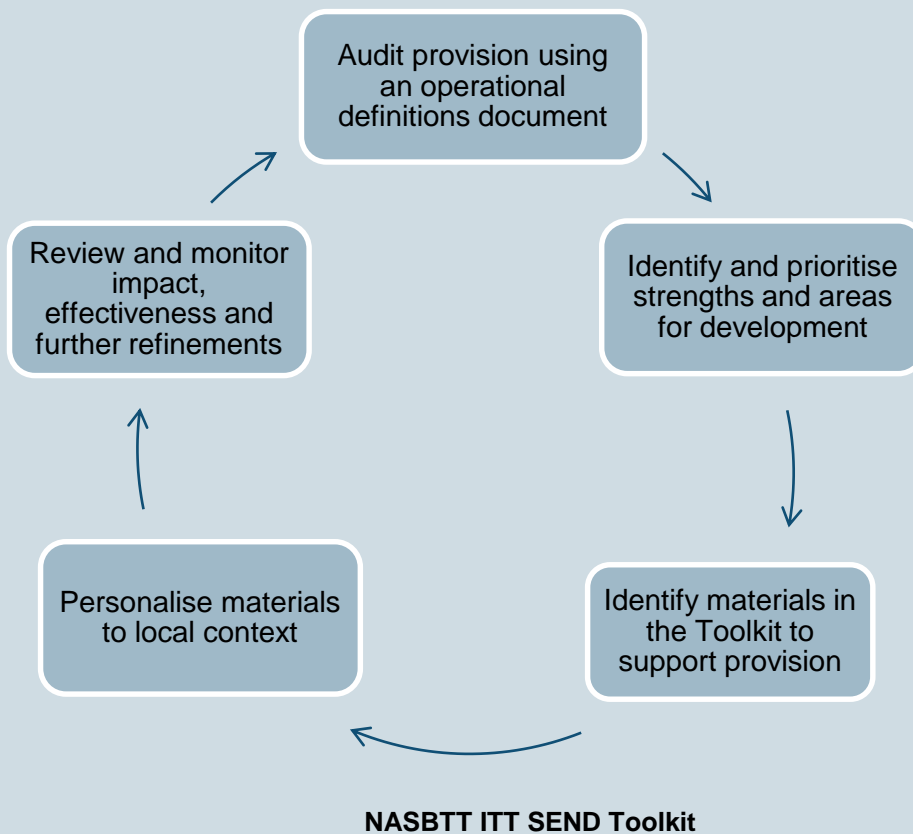 Audit provision using
an operational
definitions document
Identify and prioritise
strengths and areas
for development
Identify materials in
the Toolkit to
support provision
Personalise materials
to local context
Review and monitor
impact,
effectiveness and
further refinements
NASBTT ITT SEND Toolkit